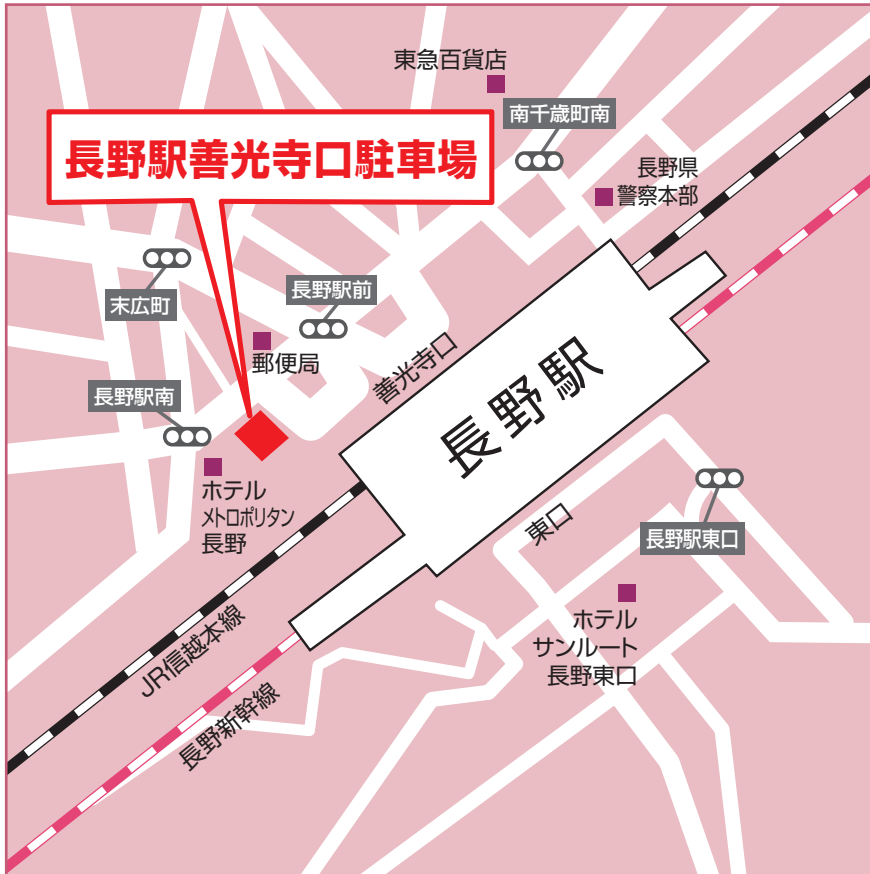 東急百貨店
南千歳町南
長野駅善光寺口駐車場
長野県
警察本部
末広町
長野駅前
郵便局
善光寺口
長野駅
長野駅南
ホテル
メトロポリタン
長野
東口
長野駅東口
ホテル
サンルート
長野東口
JR信越本線
長野新幹線